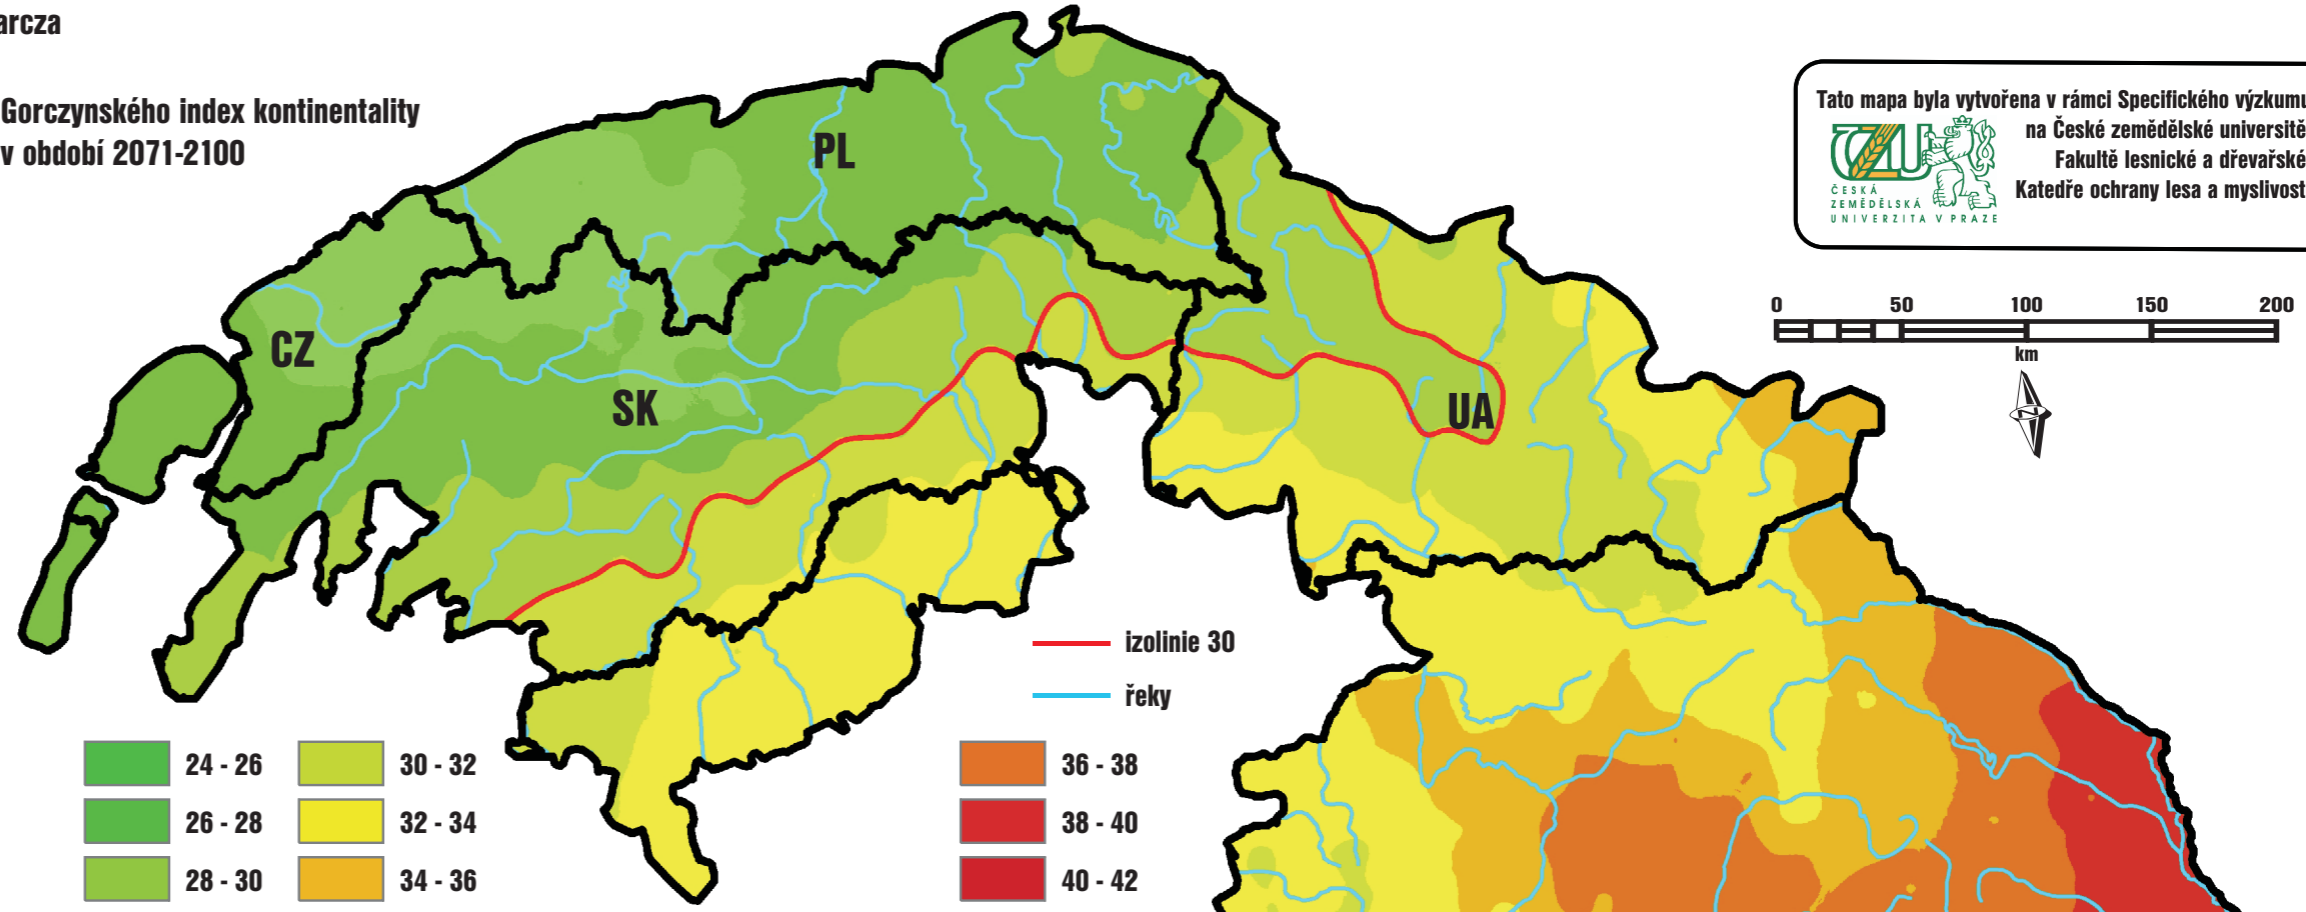 arcza
Gorczynského index kontinentality
v období 2071-2100
PL
CZ
SK
UA
Tato mapa byla vytvořena v rámci Specifického výzkumu
na České zemědělské universitě
Fakultě lesnické a dřevařské
Katedře ochrany lesa a myslivost
ČZU
ČESKÁ
ZEMĚDĚLSKÁ
UNIVERZITA V PRAZE
0 50 100 150 200
km
N
izolinie 30
řeky
24 - 26
26 - 28
28 - 30
30 - 32
32 - 34
34 - 36
36 - 38
38 - 40
40 - 42